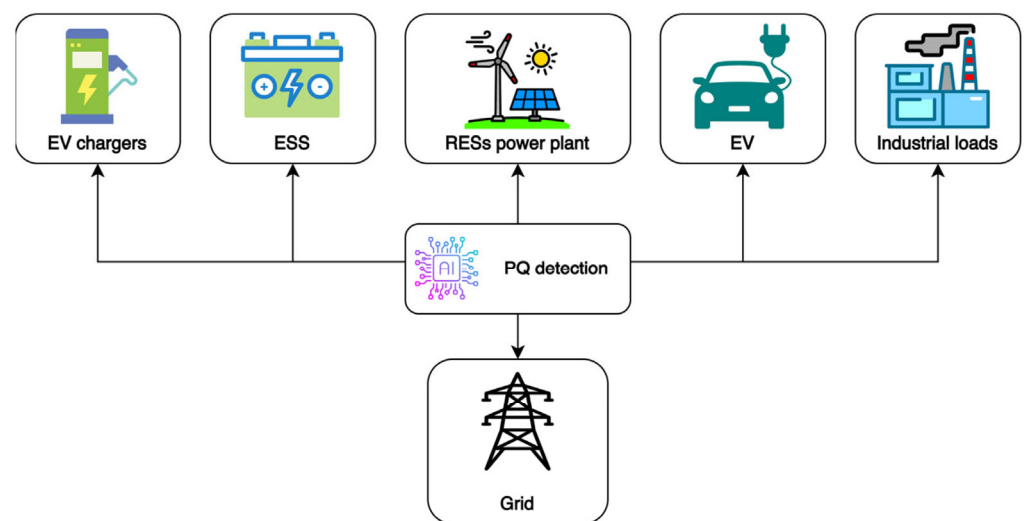 EV chargers
ESS
RESs power plant
EV
Industrial loads
AI
PQ detection
Grid